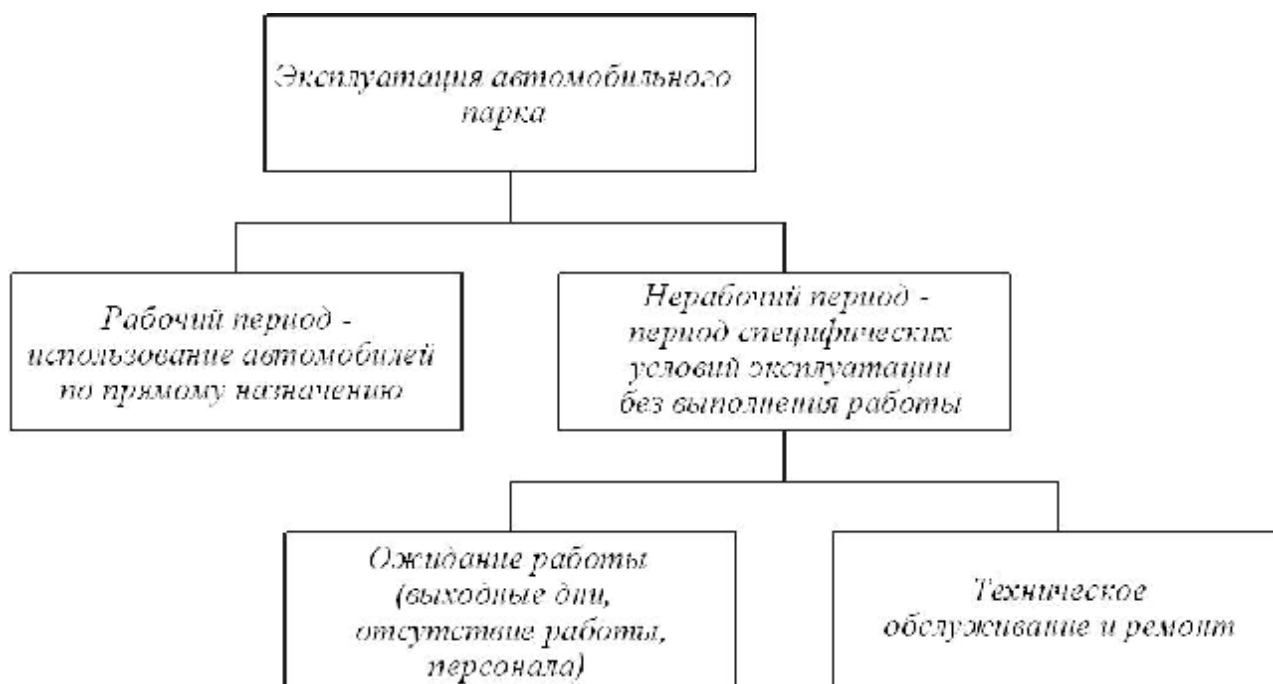 Эксплуатация автомобильного
парка
Рабочий период -
использование автомобилей
по прямому назначению
Нерабочий период -
период специфических
условий эксплуатации
без выполнения работы
Ожидание работы
(выходные дни,
отсутствие работы,
персонала)
Техническое
обслуживание и ремонт